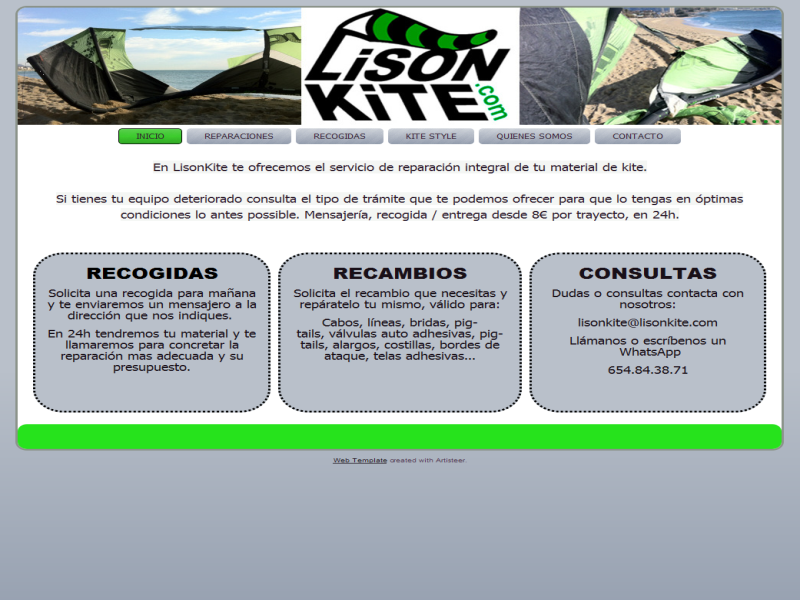 LiSON
KiTE.com
INICIO REPARACIONES RECOGIDAS KITE STYLE QUIENES SOMOS CONTACTO
En LisonKite te ofrecemos el servicio de reparación integral de tu material de kite.
Si tienes tu equipo deteriorado consulta el tipo de trámite que te podemos ofrecer para que lo tengas en óptimas
condiciones lo antes posible. Mensajería, recogida / entrega desde 8€ por trayecto, en 24h.
RECOGIDAS
Solicita una recogida para mañana
y te enviaremos un mensajero a la
dirección que nos indiques.
En 24h tendremos tu material y te
llamaremos para concretar la
reparación mas adecuada y su
presupuesto.
RECAMBIOS
Solicita el recambio que necesitas y
repáratelo tu mismo, válido para:
Cabos, líneas, bridas, pig-
tails, válvulas auto adhesivas, pig-
tails, alargos, costillas, bordes de
ataque, telas adhesivas...
CONSULTAS
Dudas o consultas contacta con
nosotros:
lisonkite@lisonkite.com
Llámanos o escríbenos un
WhatsApp
654.84.38.71
Web Template created with Artisteer.